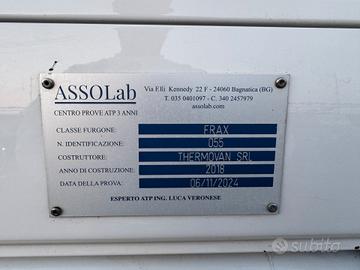 ASSOLab
Via F.lli Kennedy 22 F - 24060 Bagnatica (BG)
T. 035 0401097 - C. 340 2457979
assolab.com
CENTRO PROVE ATP 3 ANNI
CLASSE FURGONE: FRAX
N. IDENTIFICAZIONE: 055
COSTRUTTORE: THERMOVAN SRL
ANNO DI COSTRUZIONE: 2018
DATA DELLA PROVA: 06/11/2024
ESPERTO ATP ING. LUCA VERONESE
subito